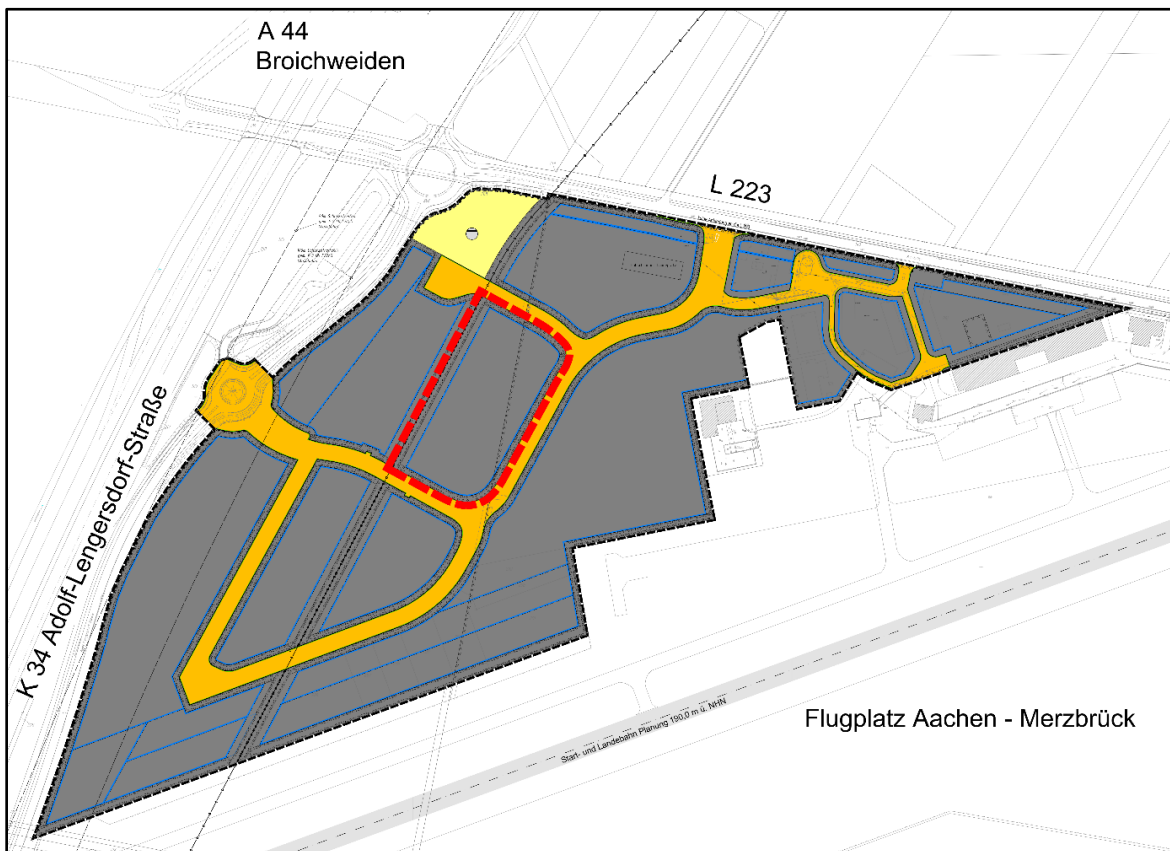 A 44
Broichweiden
L 223
K 34 Adolf-Lengersdorf-Straße
Flugplatz Aachen - Merzbrück
Start- und Landebahn Planung 190,0 m ü. NHN